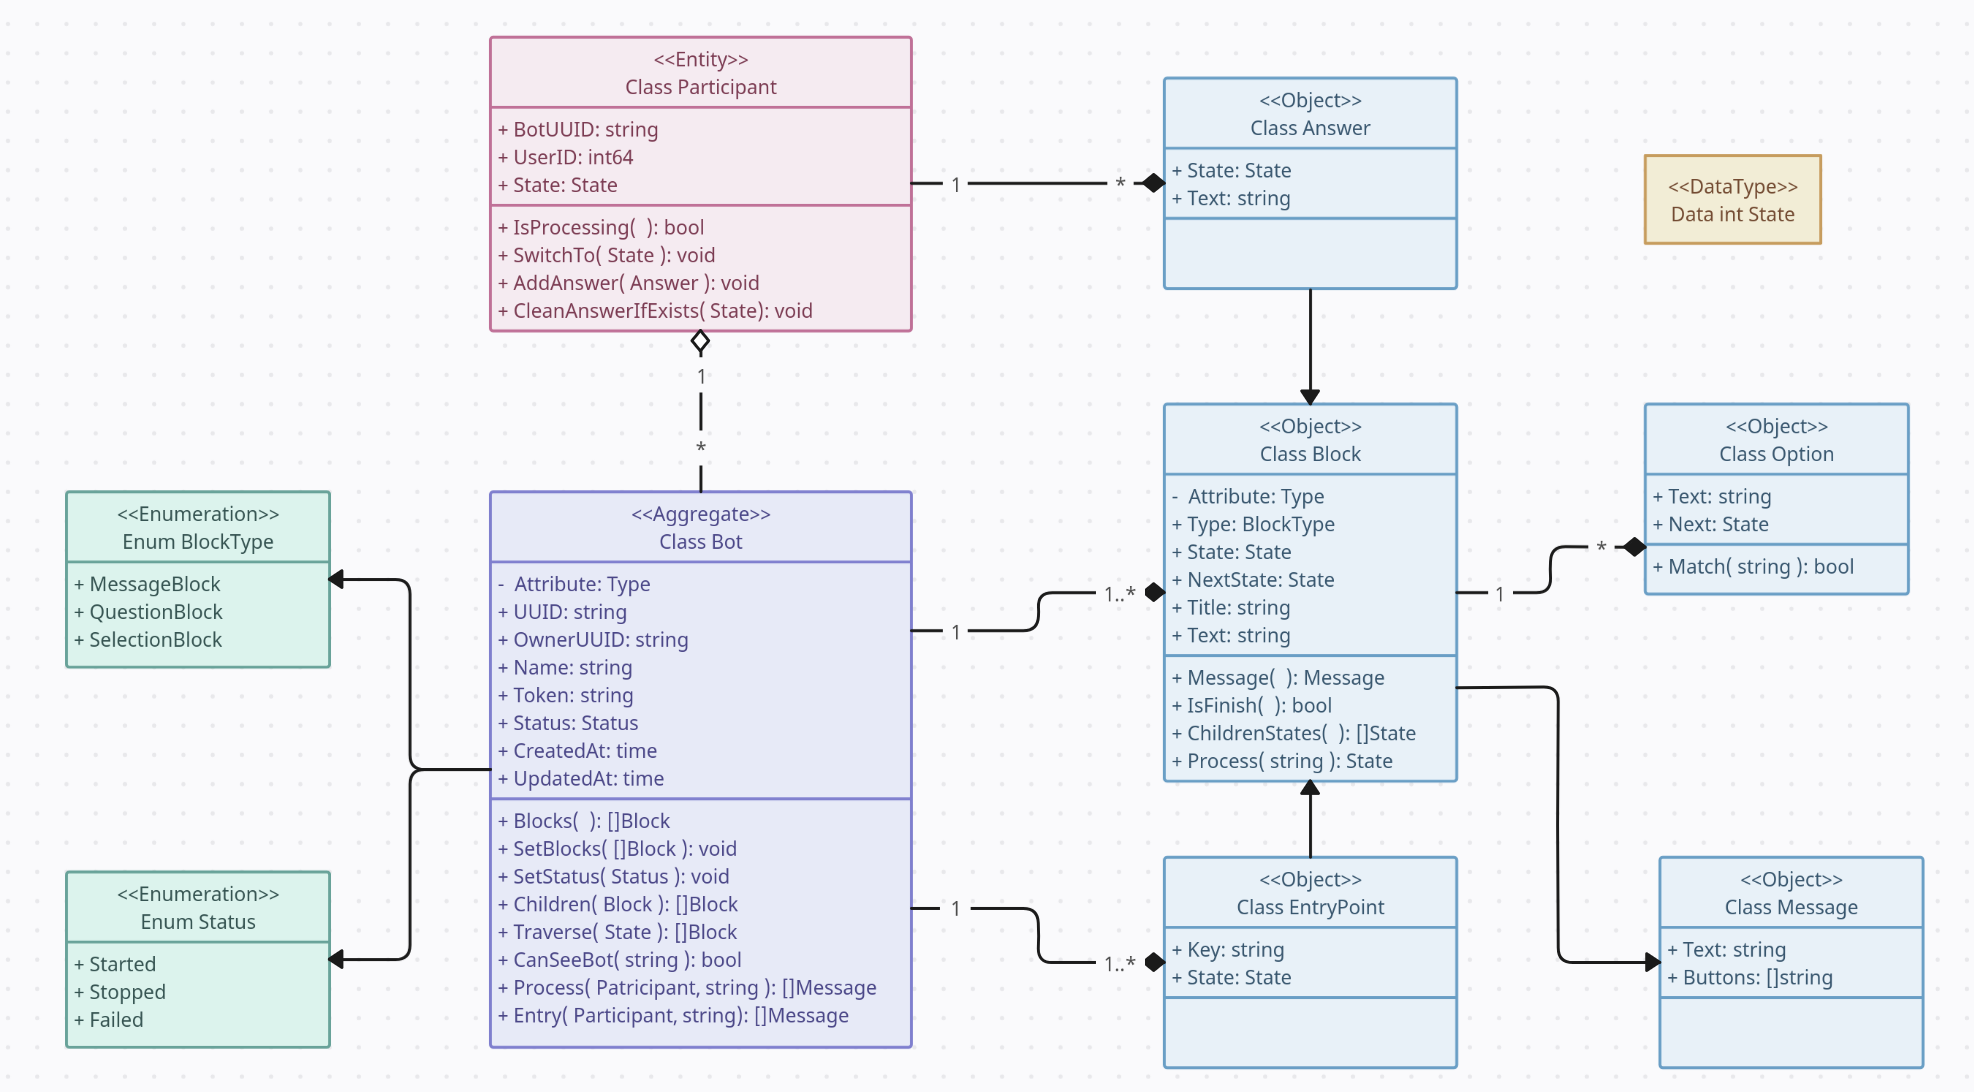 <<Entity>>
Class Participant
+ BotUUID: string
+ UserID: int64
+ State: State
+ IsProcessing(  ): bool
+ SwitchTo( State ): void
+ AddAnswer( Answer ): void
+ CleanAnswerIfExists( State): void
1
*
<<Object>>
Class Answer
+ State: State
+ Text: string
<<DataType>>
Data int State
1
*
<<Enumeration>>
Enum BlockType
+ MessageBlock
+ QuestionBlock
+ SelectionBlock
<<Enumeration>>
Enum Status
+ Started
+ Stopped
+ Failed
<<Aggregate>>
Class Bot
-  Attribute: Type
+ UUID: string
+ OwnerUUID: string
+ Name: string
+ Token: string
+ Status: Status
+ CreatedAt: time
+ UpdatedAt: time
+ Blocks(  ): []Block
+ SetBlocks( []Block ): void
+ SetStatus( Status ): void
+ Children( Block ): []Block
+ Traverse( State ): []Block
+ CanSeeBot( string ): bool
+ Process( Patricipant, string ): []Message
+ Entry( Participant, string): []Message
1
1..*
1
1..*
<<Object>>
Class Block
-  Attribute: Type
+ Type: BlockType
+ State: State
+ NextState: State
+ Title: string
+ Text: string
+ Message(  ): Message
+ IsFinish(  ): bool
+ ChildrenStates(  ): []State
+ Process( string ): State
1
*
<<Object>>
Class Option
+ Text: string
+ Next: State
+ Match( string ): bool
<<Object>>
Class EntryPoint
+ Key: string
+ State: State
<<Object>>
Class Message
+ Text: string
+ Buttons: []string